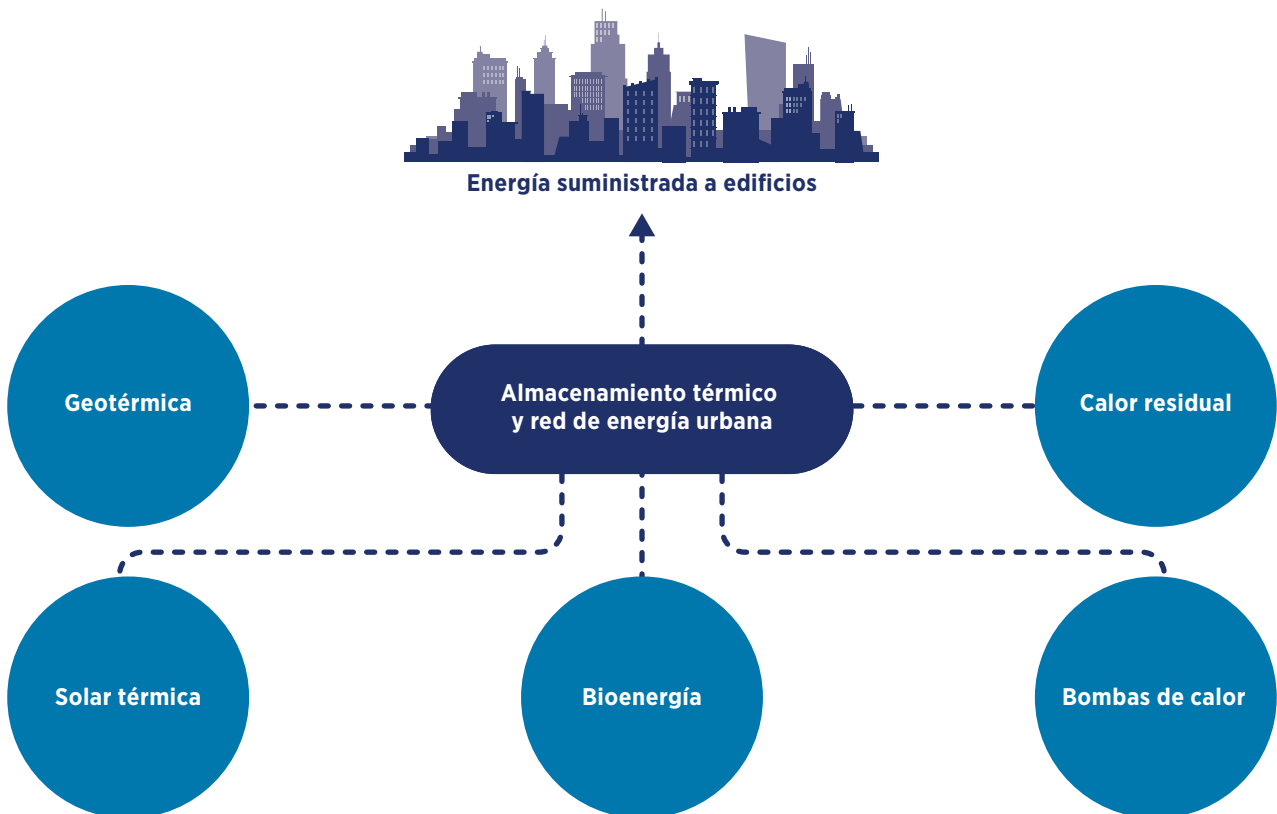 Energía suministrada a edificios
Geotérmica
Almacenamiento térmico
y red de energía urbana
Calor residual
Solar térmica
Bioenergía
Bombas de calor